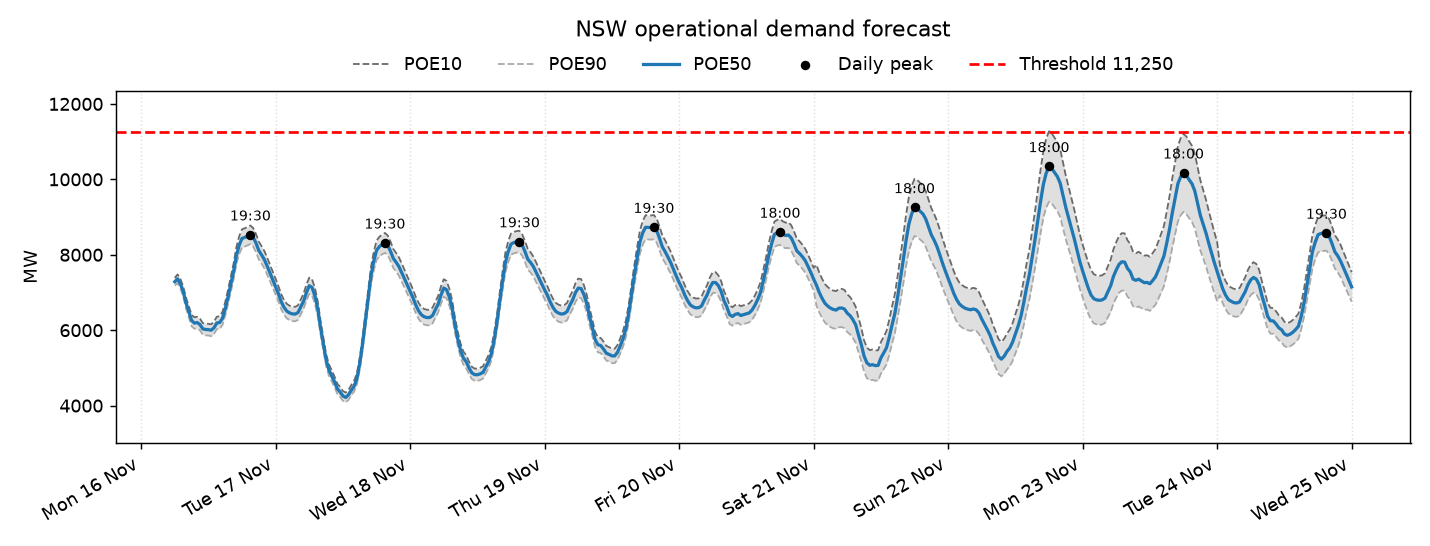 NSW operational demand forecast
POE10 POE90 POE50 Daily peak Threshold 11,250
12000
10000
8000
6000
4000
MW
19:30 19:30 19:30 19:30 18:00 18:00 18:00 18:00 19:30
Mon 16 Nov Tue 17 Nov Wed 18 Nov Thu 19 Nov Fri 20 Nov Sat 21 Nov Sun 22 Nov Mon 23 Nov Tue 24 Nov Wed 25 Nov